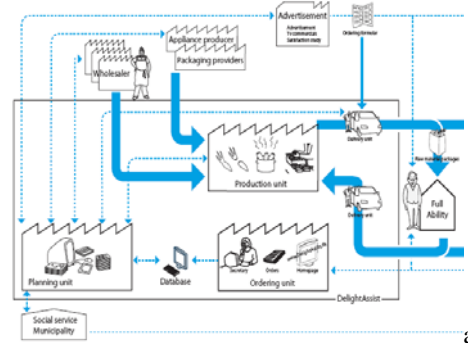 Advertisement
Advertisement
Tv commercials
Satisfaction study
Ordering formular
Appliance producer
Packaging providers
Wholesaler
Delivery unit
Production unit
Delivery unit
Full
Ability
Planning unit
Database
Secretary
Orders
Homepage
Ordering unit
DelightAssist
Social service
Municipality
a